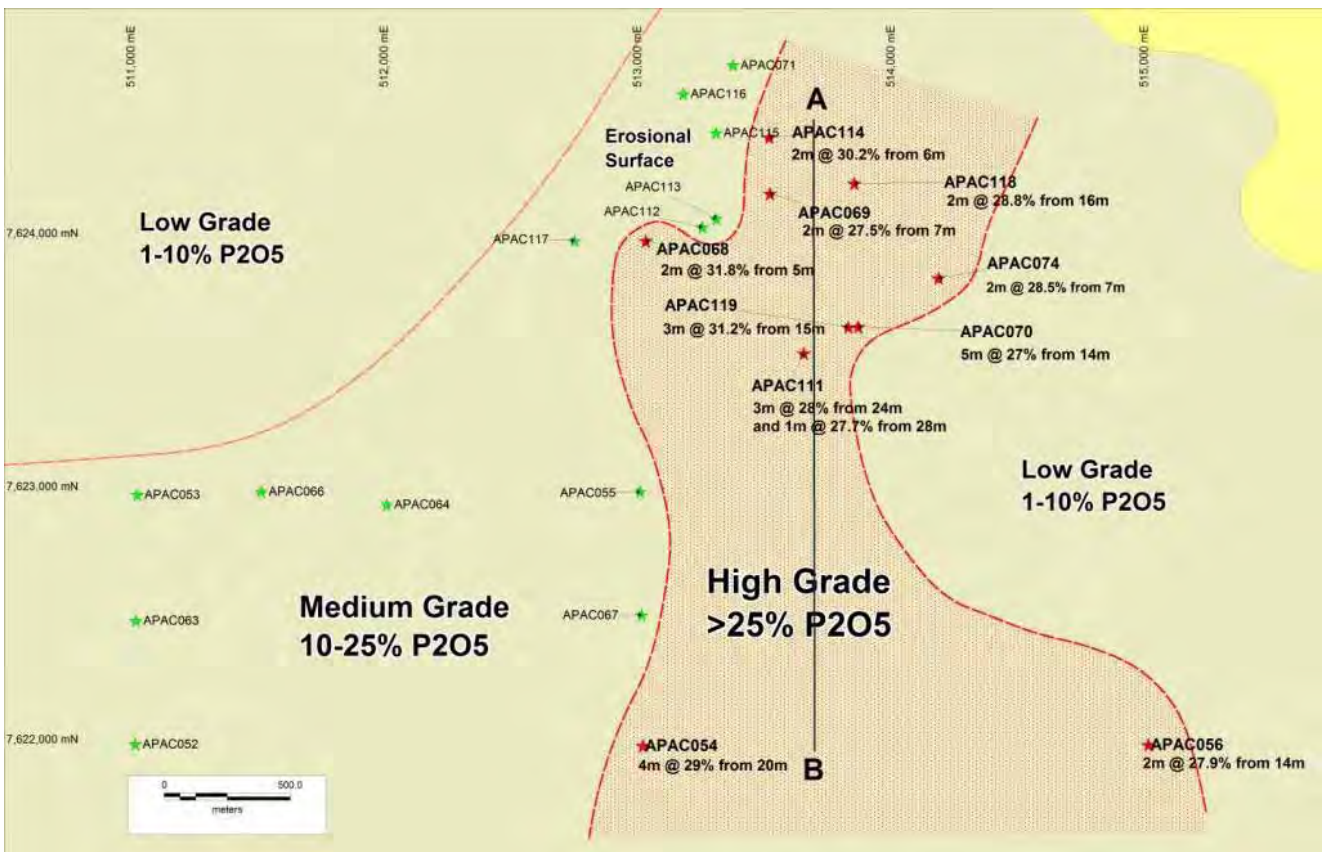 511,000 mE
512,000 mE
513,000 mE
514,000 mE
515,000 mE
APAC071
APAC116
A
APAC115
APAC114
2m @ 30.2% from 6m
Erosional
Surface
APAC113
APAC118
2m @ 28.8% from 16m
APAC112
APAC069
2m @ 27.5% from 7m
Low Grade
1-10% P2O5
7,624,000 mN
APAC117
APAC068
2m @ 31.8% from 5m
APAC074
2m @ 28.5% from 7m
APAC119
3m @ 31.2% from 15m
APAC070
5m @ 27% from 14m
APAC111
3m @ 28% from 24m
and 1m @ 27.7% from 28m
Low Grade
1-10% P2O5
7,623,000 mN
APAC053
APAC066
APAC064
APAC055
High Grade
>25% P2O5
Medium Grade
10-25% P2O5
APAC063
APAC067
7,622,000 mN
APAC052
APAC054
4m @ 29% from 20m
B
APAC056
2m @ 27.9% from 14m
0
500.0
meters